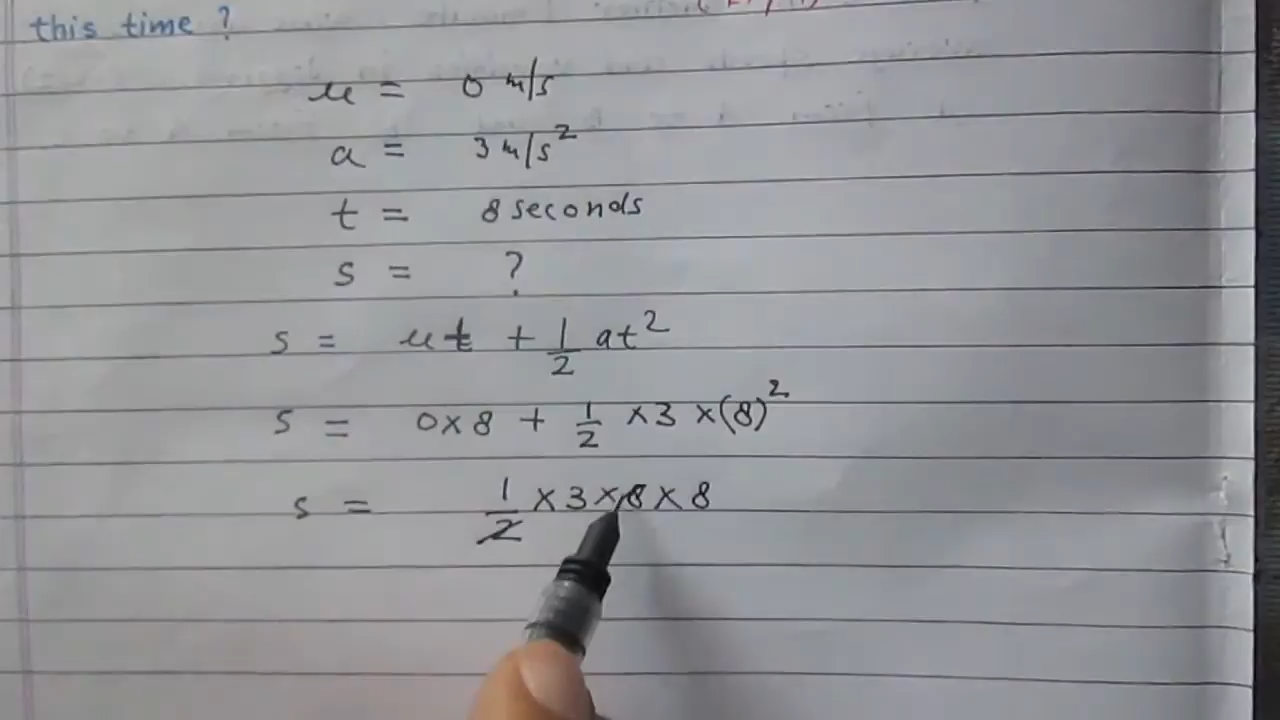 this time ?
u = 0 m/s
a = 3 m/s²
t = 8 seconds
s = ?
s = ut + 1/2 at²
s = 0×8 + 1/2 ×3 ×(8)²
s = 1/2 ×3×8×8